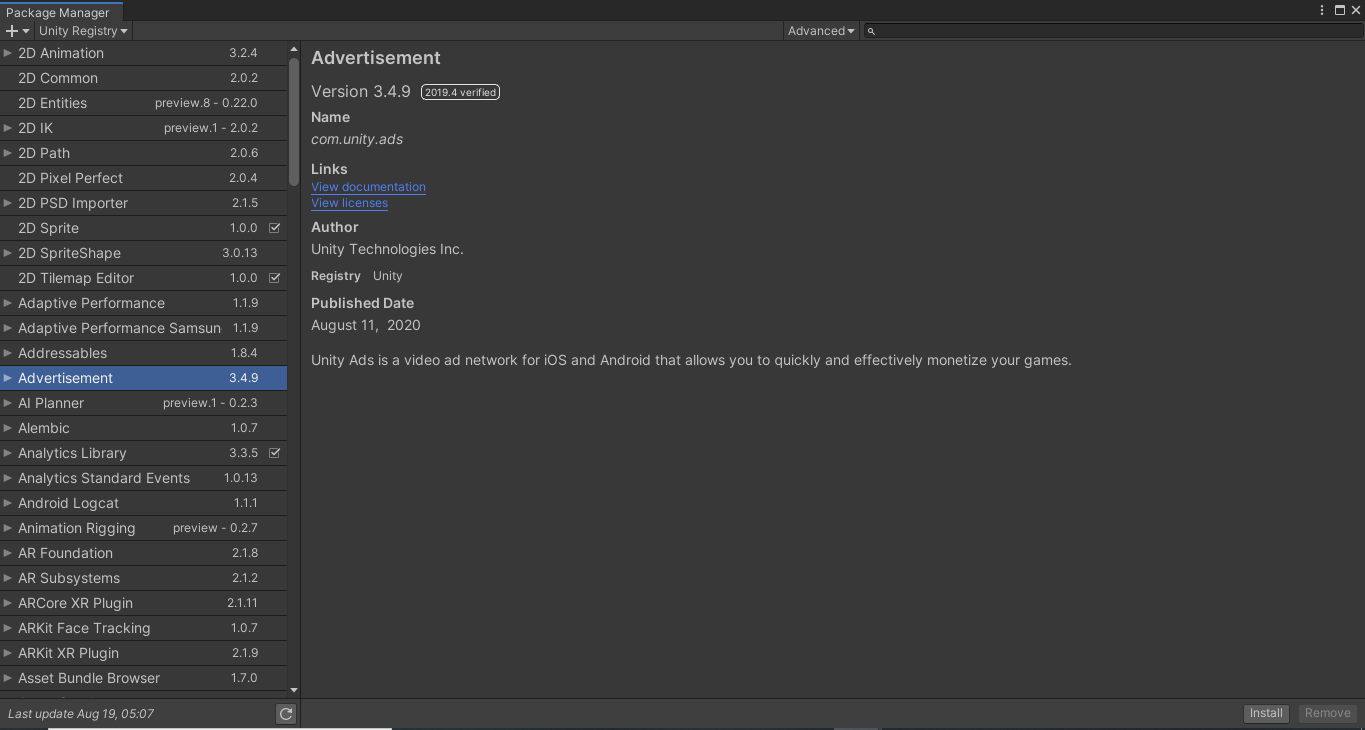 Package Manager
Unity Registry
Advanced
2D Animation 3.2.4
2D Common 2.0.2
2D Entities preview.8 - 0.22.0
2D IK preview.1 - 2.0.2
2D Path 2.0.6
2D Pixel Perfect 2.0.4
2D PSD Importer 2.1.5
2D Sprite 1.0.0
2D SpriteShape 3.0.13
2D Tilemap Editor 1.0.0
Adaptive Performance 1.1.9
Adaptive Performance Samsun 1.1.9
Addressables 1.8.4
Advertisement 3.4.9
AI Planner preview.1 - 0.2.3
Alembic 1.0.7
Analytics Library 3.3.5
Analytics Standard Events 1.0.13
Android Logcat 1.1.1
Animation Rigging preview - 0.2.7
AR Foundation 2.1.8
AR Subsystems 2.1.2
ARCore XR Plugin 2.1.11
ARKit Face Tracking 1.0.7
ARKit XR Plugin 2.1.9
Asset Bundle Browser 1.7.0
Last update Aug 19, 05:07
Advertisement
Version 3.4.9 2019.4 verified
Name
com.unity.ads
Links
View documentation
View licenses
Author
Unity Technologies Inc.
Registry Unity
Published Date
August 11, 2020
Unity Ads is a video ad network for iOS and Android that allows you to quickly and effectively monetize your games.
Install Remove